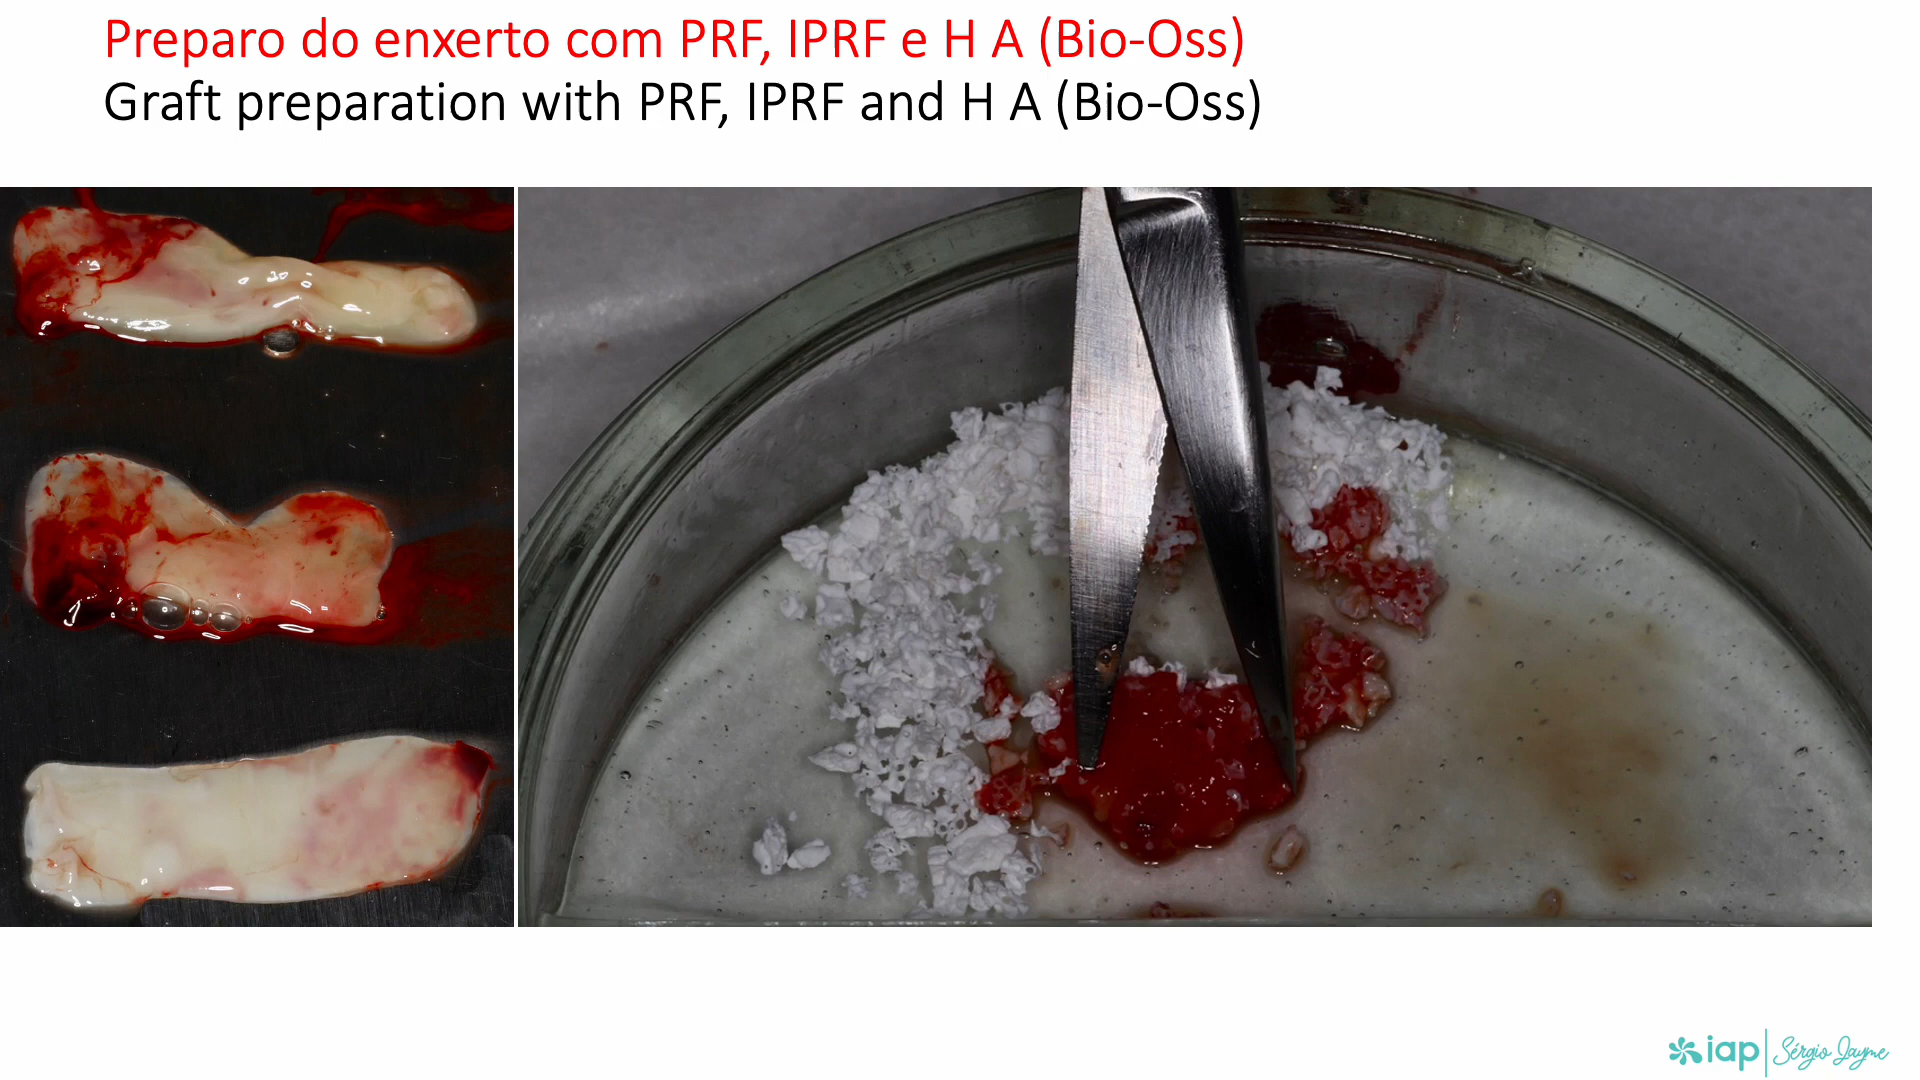 Preparo do enxerto com PRF, IPRF e H A (Bio-Oss)
Graft preparation with PRF, IPRF and H A (Bio-Oss)
iap Sérgio Jayme